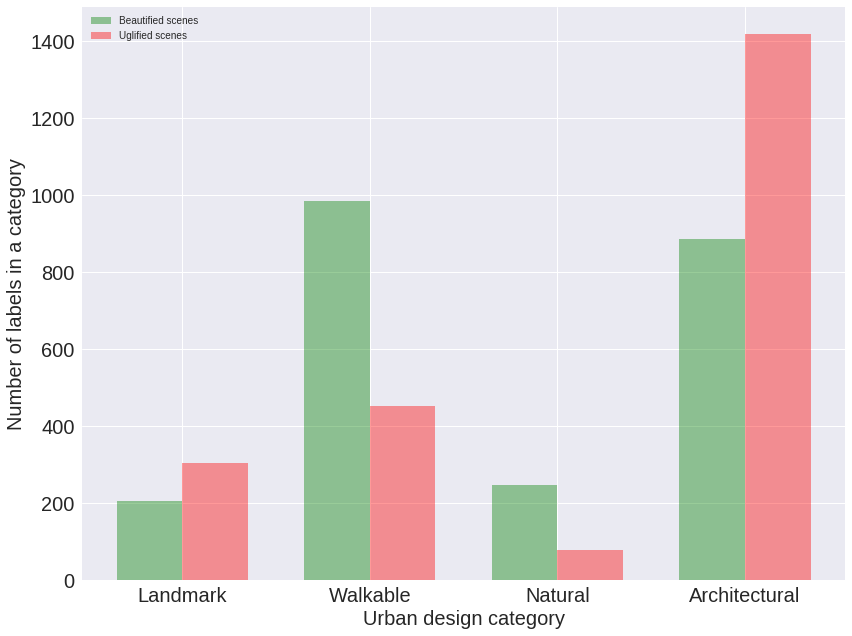 Beautified scenes
Uglified scenes
1400
1200
1000
800
600
400
200
0
Number of labels in a category
Landmark
Walkable
Natural
Architectural
Urban design category